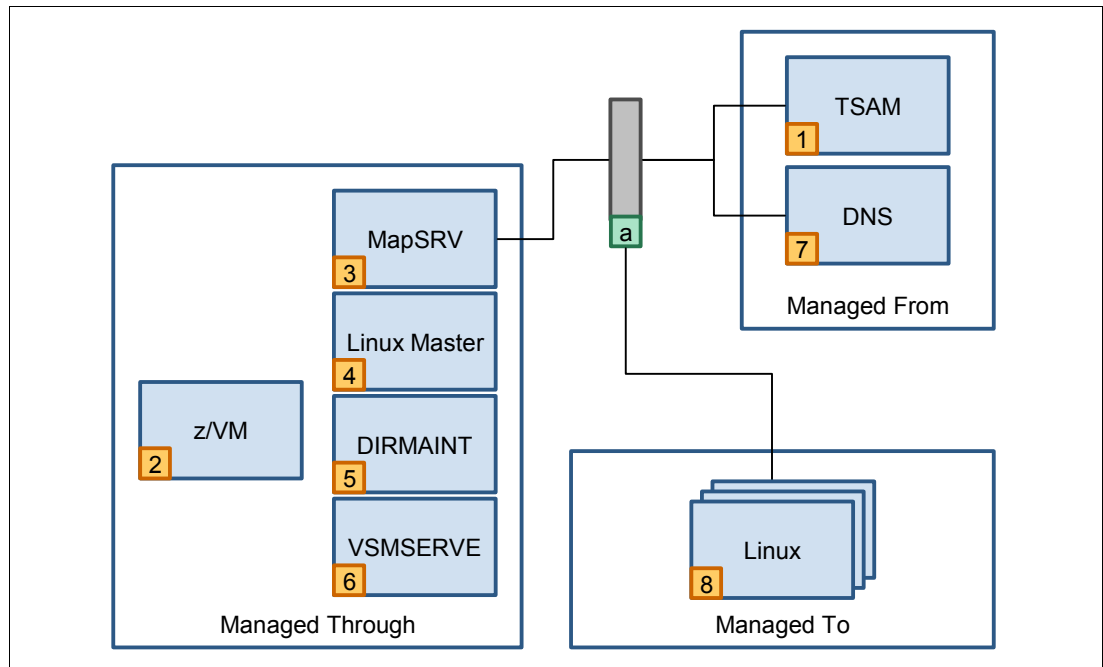 TSAM
1
DNS
7
Managed From
a
MapSRV
3
Linux Master
4
z/VM
2
DIRMAINT
5
VSMSERVE
6
Managed Through
Linux
8
Managed To